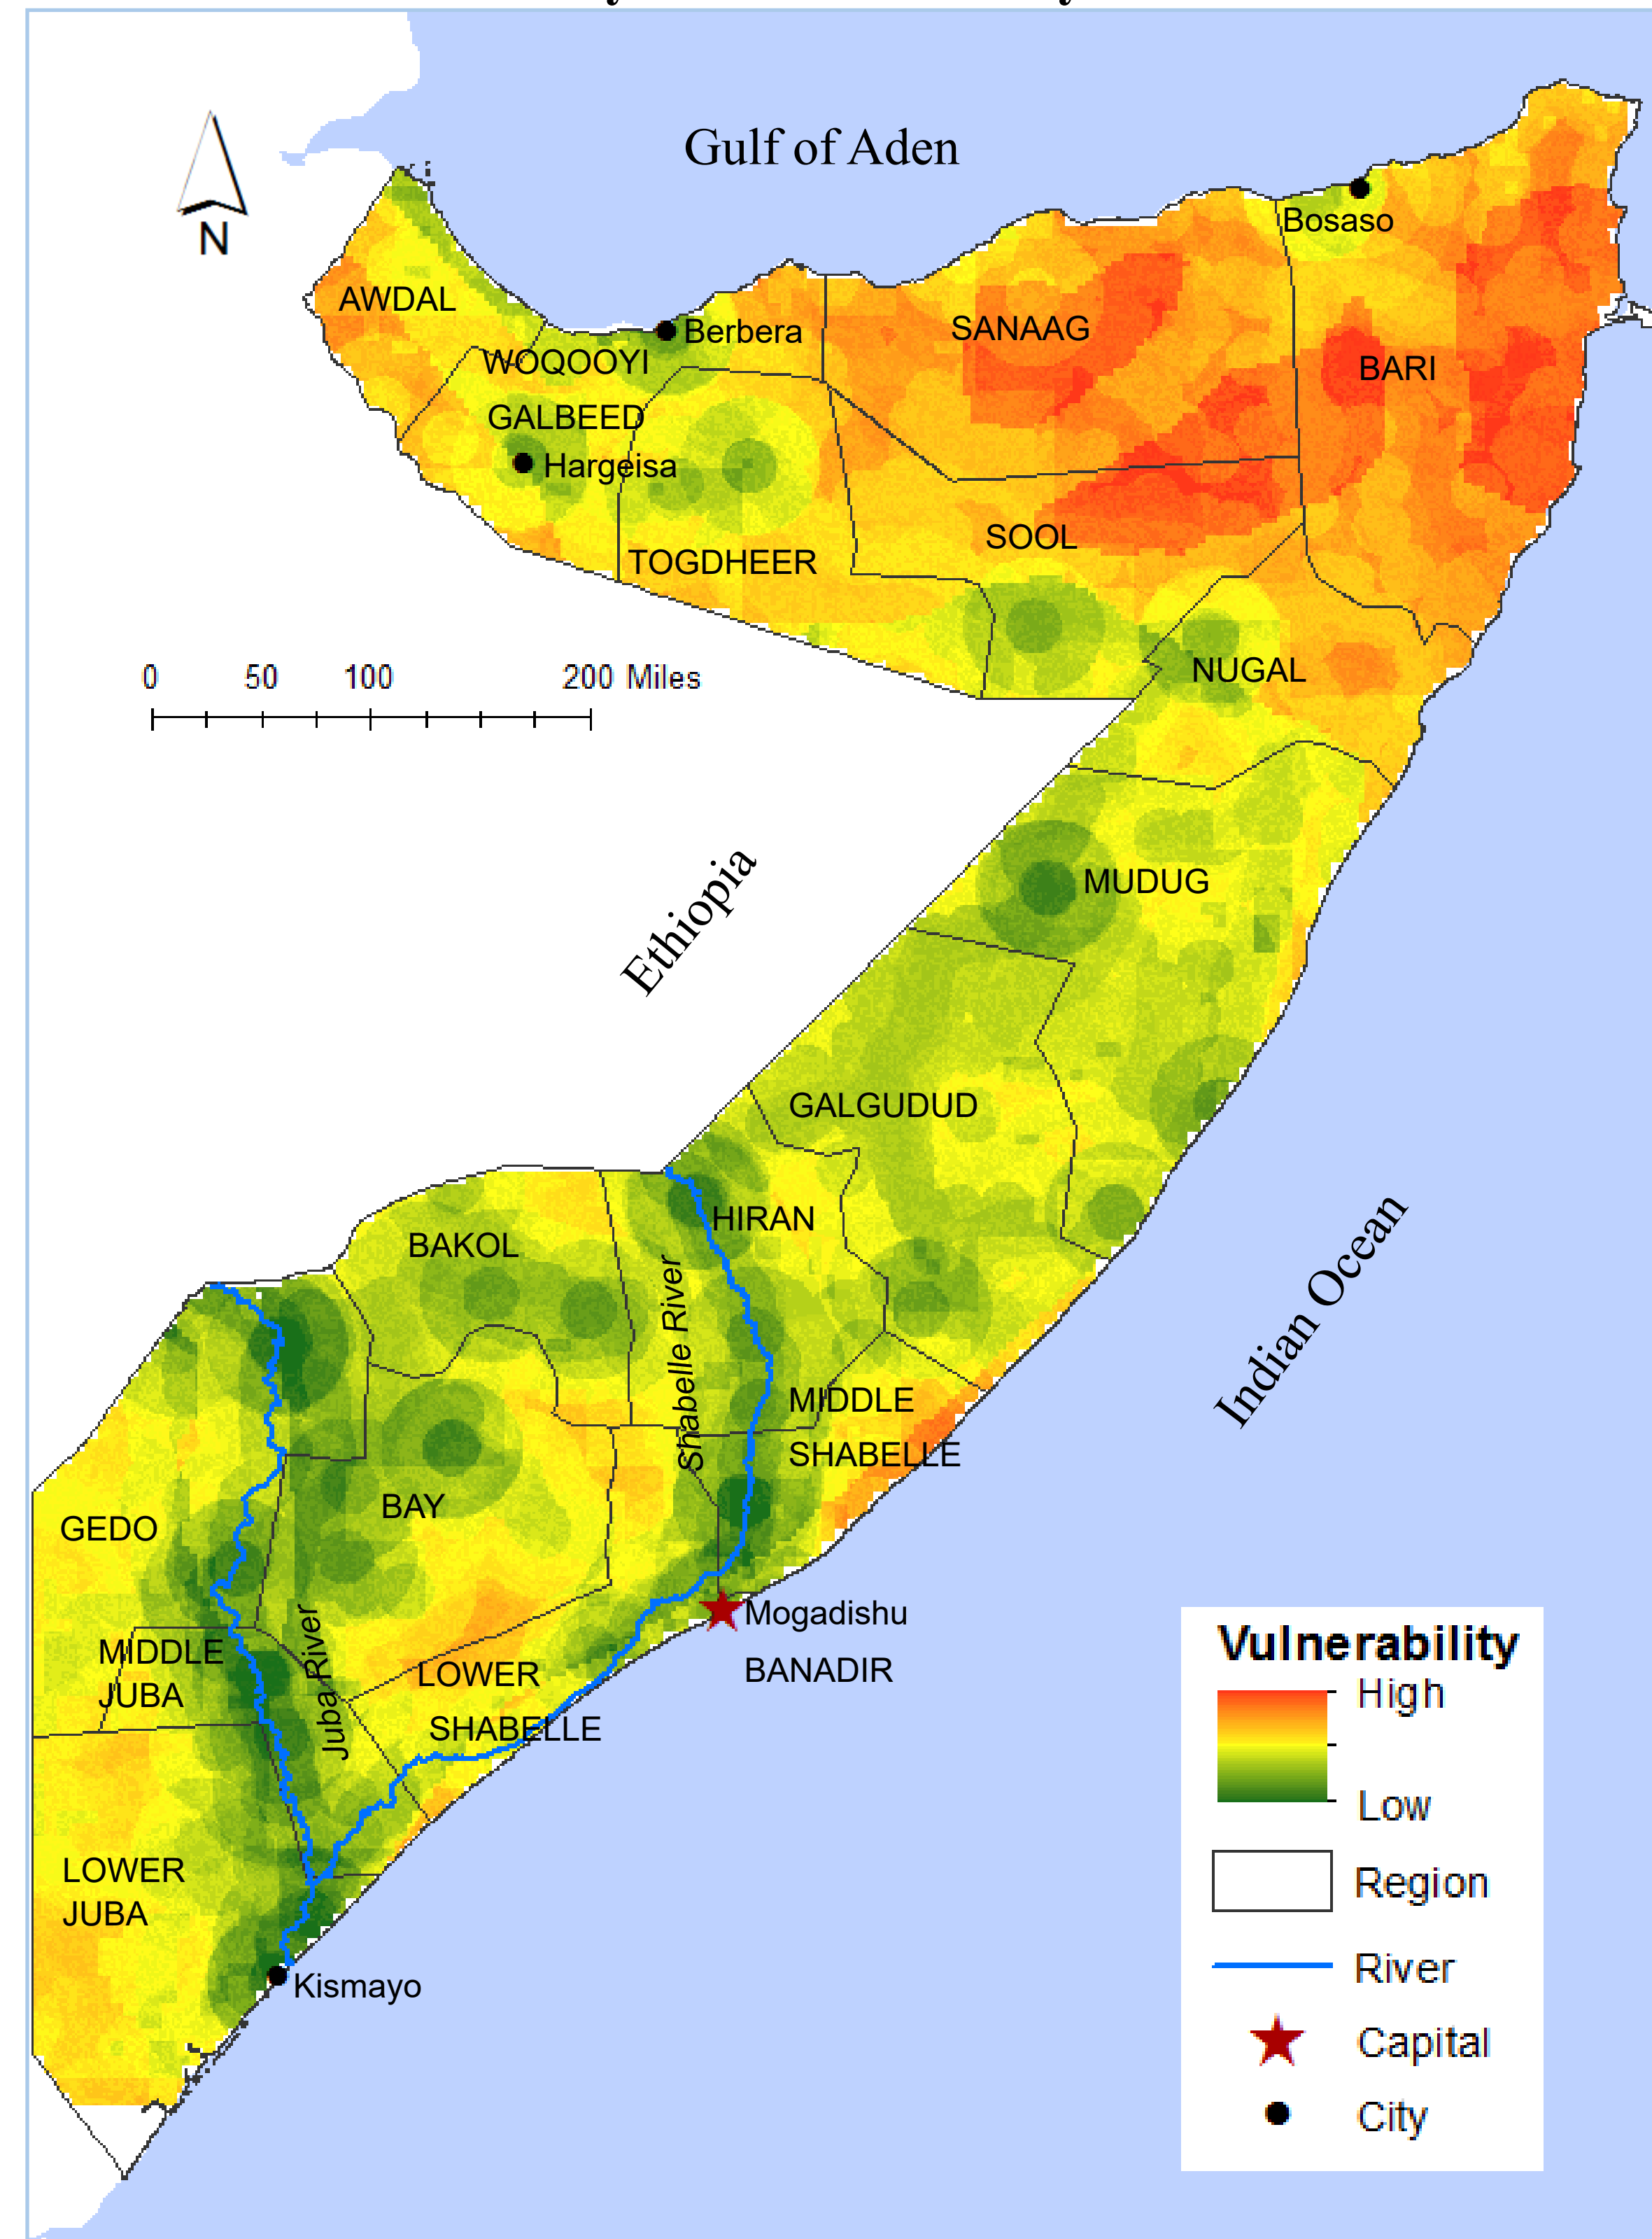 Gulf of Aden
N
Bosaso
AWDAL
Berbera
SANAAG
WOQOOYI
GALBEED
BARI
Hargeisa
SOOL
TOGDHEER
NUGAL
0 50 100 200 Miles
MUDUG
Ethiopia
GALGUDUD
HIRAN
BAKOL
Shabelle River
Indian Ocean
MIDDLE
SHABELLE
BAY
GEDO
Mogadishu
BANADIR
MIDDLE
JUBA
Juba River
LOWER
SHABELLE
LOWER
JUBA
Kismayo
Vulnerability
High
Low
Region
River
Capital
City